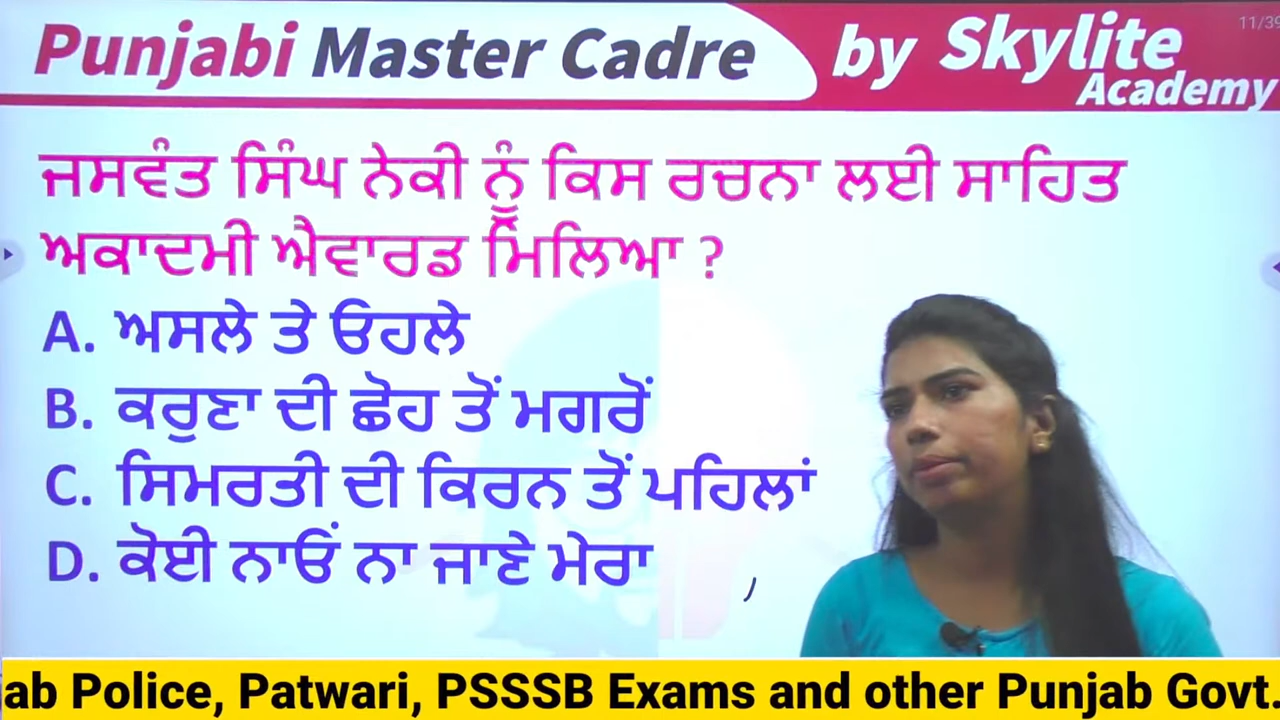 Punjabi Master Cadre by Skylite
Academy
11/39
ਜਸਵੰਤ ਸਿੰਘ ਨੇਕੀ ਨੂੰ ਕਿਸ ਰਚਨਾ ਲਈ ਸਾਹਿਤ
ਅਕਾਦਮੀ ਐਵਾਰਡ ਮਿਲਿਆ ?
A. ਅਸਲੇ ਤੇ ਓਹਲੇ
B. ਕਰੁਣਾ ਦੀ ਛੋਹ ਤੋਂ ਮਗਰੋਂ
C. ਸਿਮਰਤੀ ਦੀ ਕਿਰਨ ਤੋਂ ਪਹਿਲਾਂ
D. ਕੋਈ ਨਾਓਂ ਨਾ ਜਾਣੇ ਮੇਰਾ
ab Police, Patwari, PSSSB Exams and other Punjab Govt.